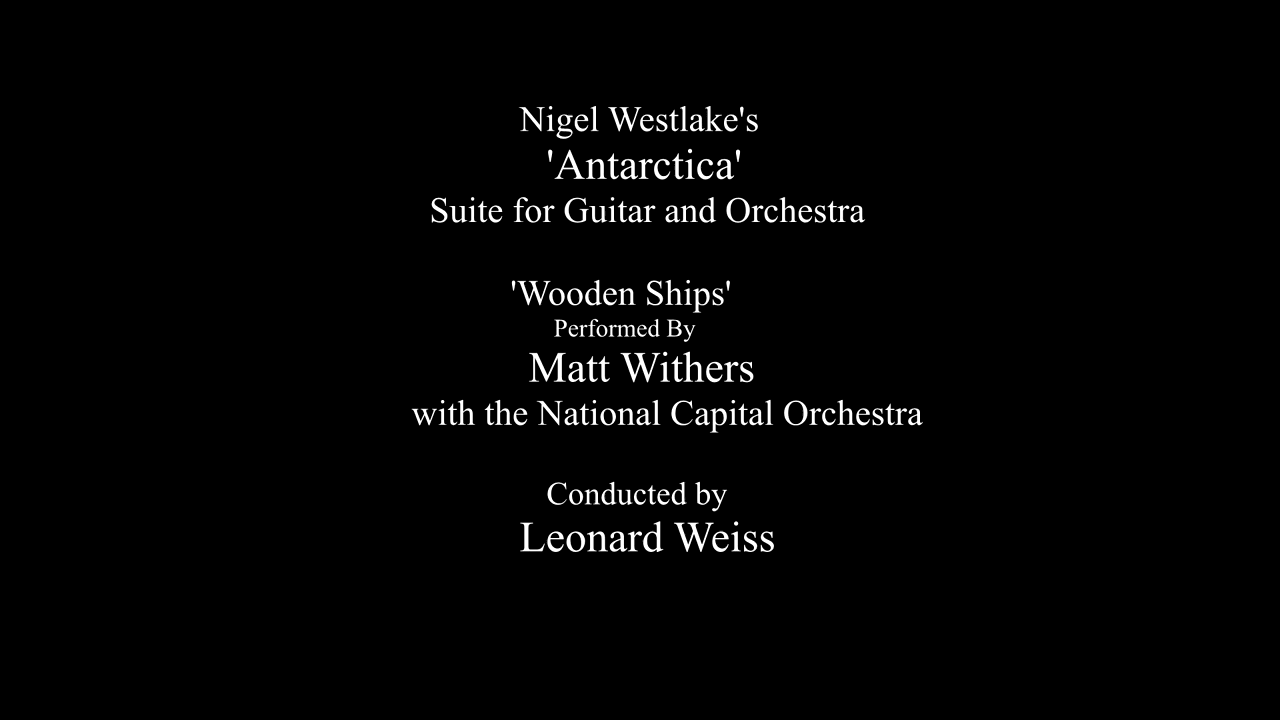 Nigel Westlake's
'Antarctica'
Suite for Guitar and Orchestra
'Wooden Ships'
Performed By
Matt Withers
with the National Capital Orchestra
Conducted by
Leonard Weiss